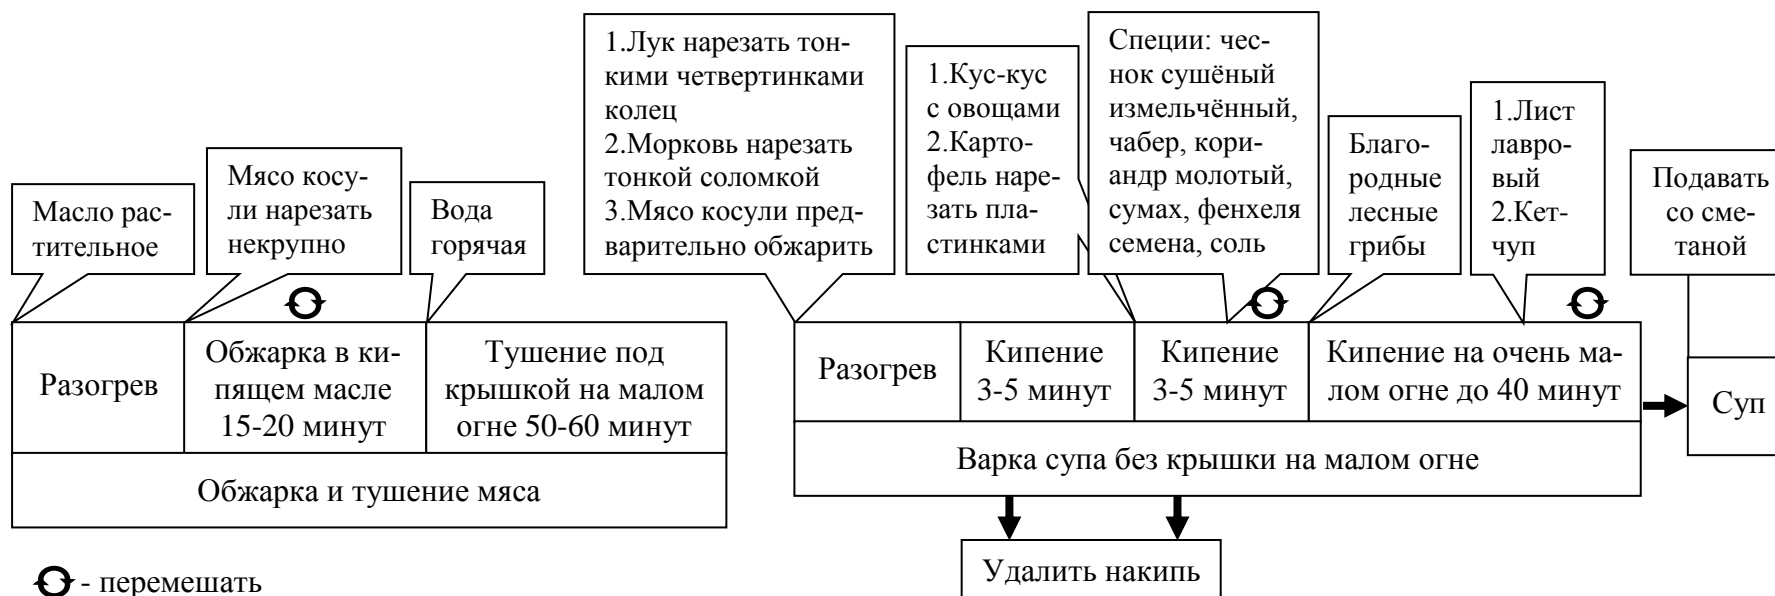 Масло рас-
тительное
Мясо косу-
ли нарезать
некрупно
Вода
горячая
1.Лук нарезать тон-
кими четвертинками
колец
2.Морковь нарезать
тонкой соломкой
3.Мясо косули пред-
варительно обжарить
1.Кус-кус
с овощами
2.Карто-
фель наре-
зать пла-
стинками
Специи: чес-
нок сушёный
измельчённый,
чабер, кори-
андр молотый,
сумах, фенхеля
семена, соль
Благо-
родные
лесные
грибы
1.Лист
лавро-
вый
2.Кет-
чуп
Подавать
со сме-
таной
Разогрев
Обжарка в ки-
пящем масле
15-20 минут
Тушение под
крышкой на малом
огне 50-60 минут
Обжарка и тушение мяса
Разогрев
Кипение
3-5 минут
Кипение
3-5 минут
Кипение на очень ма-
лом огне до 40 минут
Суп
Варка супа без крышки на малом огне
Удалить накипь
- перемешать